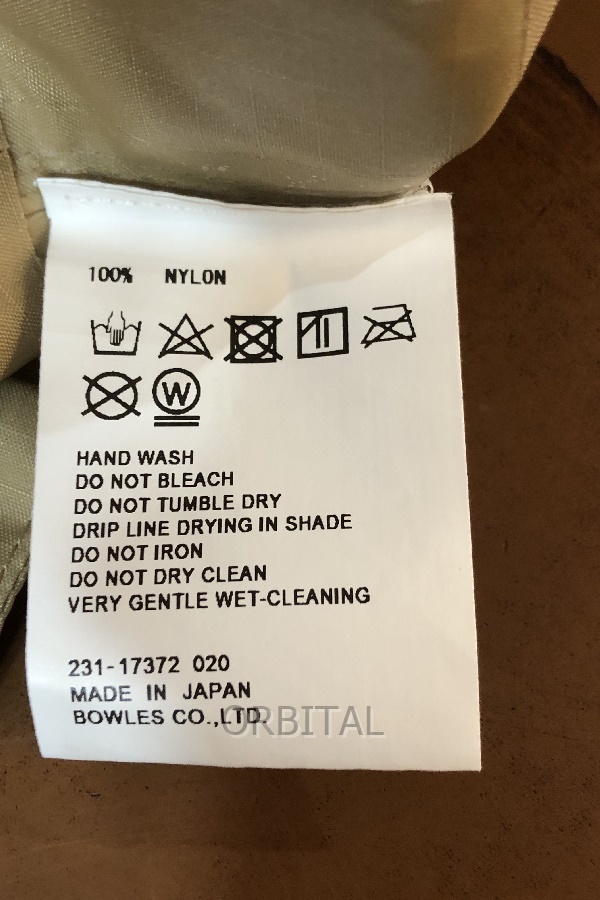 100% NYLON
W
HAND WASH
DO NOT BLEACH
DO NOT TUMBLE DRY
DRIP LINE DRYING IN SHADE
DO NOT IRON
DO NOT DRY CLEAN
VERY GENTLE WET-CLEANING
231-17372 020
MADE IN JAPAN
BOWLES CO.,LTD.
ORBITAL